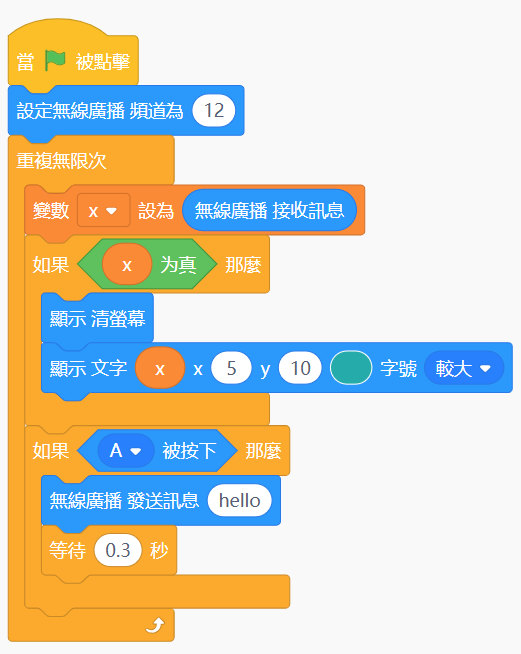 當 被點擊
設定無線廣播 頻道為 12
重複無限次
變數 x 設為 無線廣播 接收訊息
如果 x 为真 那麼
顯示 清螢幕
顯示 文字 x x 5 y 10 字號 較大
如果 A 被按下 那麼
無線廣播 發送訊息 hello
等待 0.3 秒